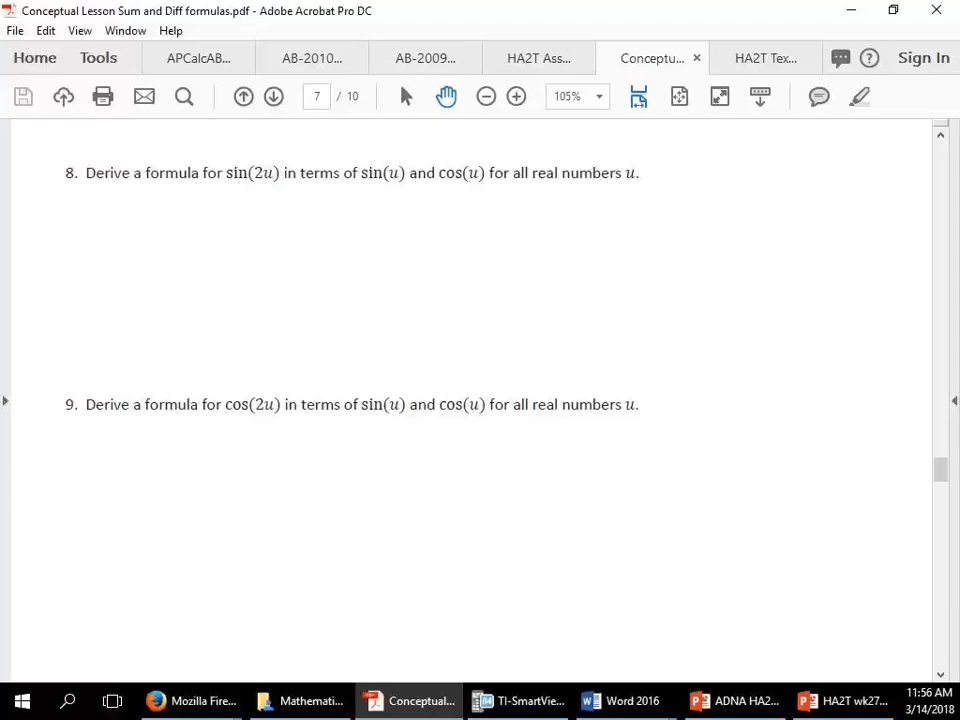 Conceptual Lesson Sum and Diff formulas.pdf - Adobe Acrobat Pro DC
File Edit View Window Help
Home Tools APCalcAB... AB-2010... AB-2009... HA2T Ass... Conceptu... × HA2T Tex... Sign In
7 / 10 105%
8. Derive a formula for sin(2u) in terms of sin(u) and cos(u) for all real numbers u.
9. Derive a formula for cos(2u) in terms of sin(u) and cos(u) for all real numbers u.
Mozilla Fire... Mathemati... Conceptual... TI-SmartVie... Word 2016 ADNA HA2... HA2T wk27... 11:56 AM
3/14/2018